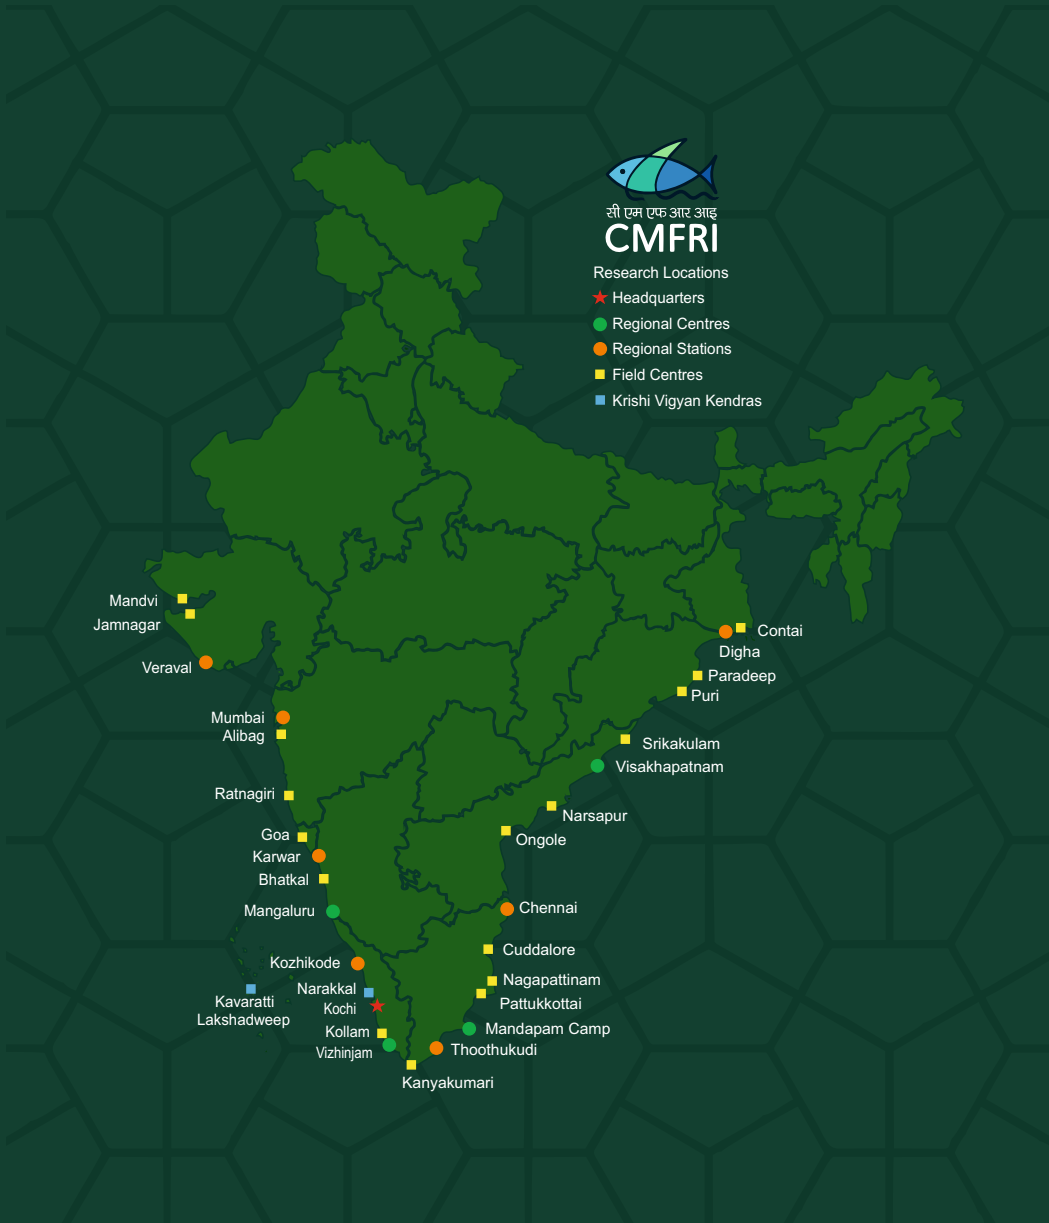 सी एम एफ आर आइ
CMFRI
Research Locations
Headquarters
Regional Centres
Regional Stations
Field Centres
Krishi Vigyan Kendras
Mandvi
Jamnagar
Veraval
Mumbai
Alibag
Ratnagiri
Goa
Karwar
Bhatkal
Mangaluru
Kozhikode
Narakkal
Kochi
Kavaratti
Lakshadweep
Kollam
Vizhinjam
Kanyakumari
Contai
Digha
Paradeep
Puri
Srikakulam
Visakhapatnam
Narsapur
Ongole
Chennai
Cuddalore
Nagapattinam
Pattukkottai
Mandapam Camp
Thoothukudi